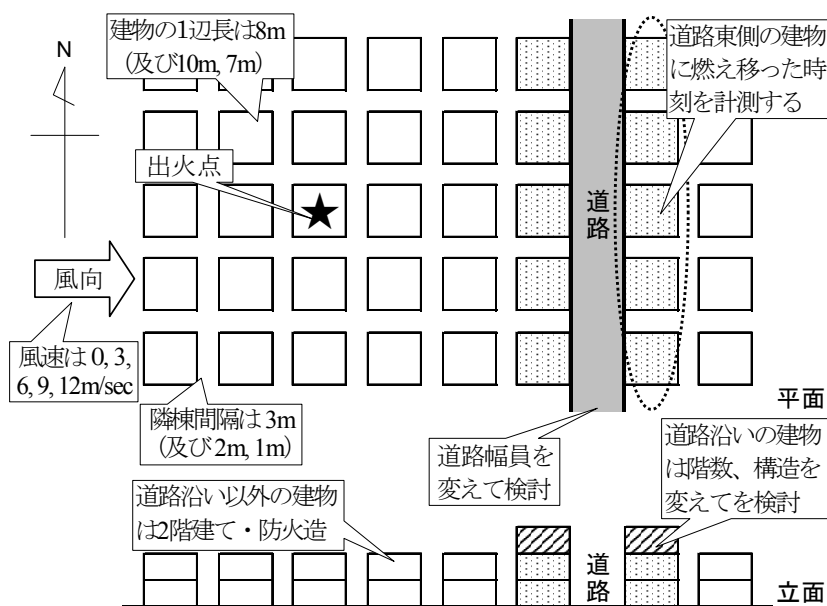 建物の1辺長は8m
(及び10m, 7m)
N
出火点
道路東側の建物
に燃え移った時
刻を計測する
道路
風向
風速は 0, 3,
6, 9, 12m/sec
隣棟間隔は 3m
(及び2m, 1m)
平面
道路幅員を
変えて検討
道路沿いの建物
は階数、構造を
変えてを検討
道路沿い以外の建物
は2階建て・防火造
道路
立面